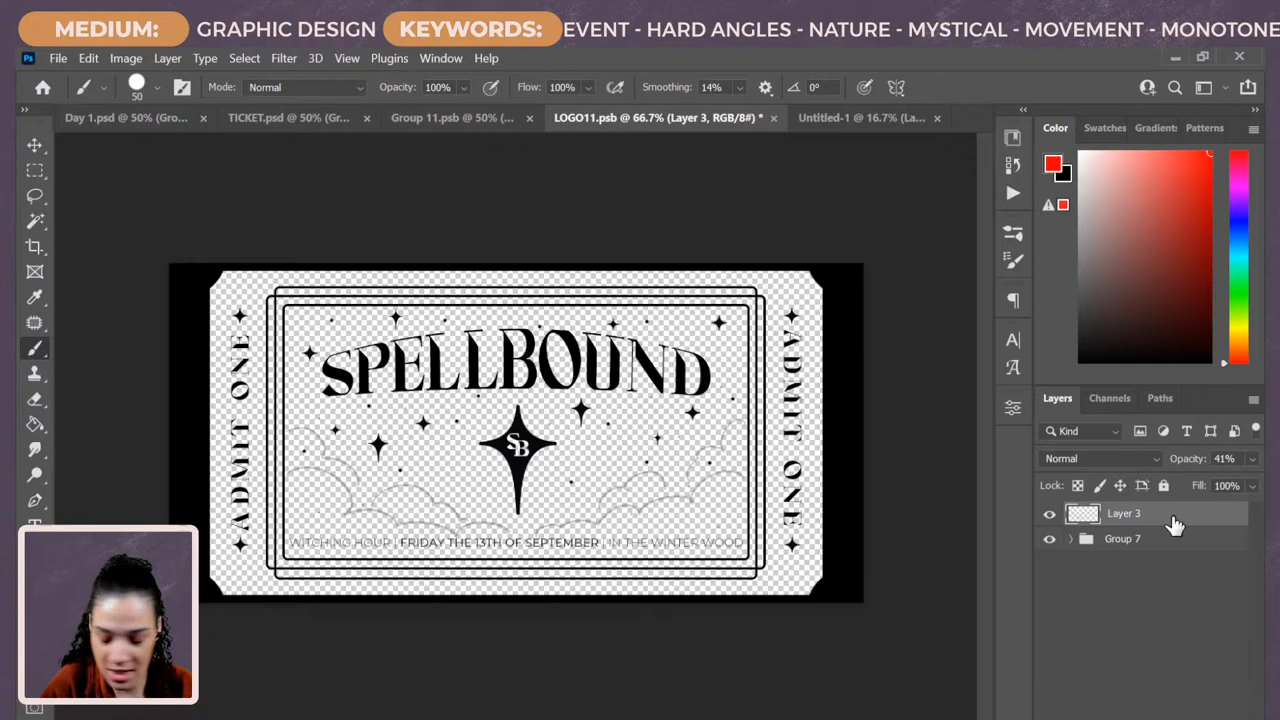 MEDIUM: GRAPHIC DESIGN KEYWORDS: EVENT - HARD ANGLES - NATURE - MYSTICAL - MOVEMENT - MONOTONE
Ps File Edit Image Layer Type Select Filter 3D View Plugins Window Help
50 Mode: Normal Opacity: 100% Flow: 100% Smoothing: 14% 0°
Day 1.psd @ 50% (Gro... × TICKET.psd @ 50% (Gr... × Group 11.psb @ 50% (... × LOGO11.psb @ 66.7% (Layer 3, RGB/8#) * × Untitled-1 @ 16.7% (La... ×
Color Swatches Gradients Patterns
ADMIT ONE
SPELLBOUND
SB
WITCHING HOUR | FRIDAY THE 13TH OF SEPTEMBER | IN THE WINTER WOOD
ADMIT ONE
Layers Channels Paths
Kind
Normal Opacity: 41%
Lock: Fill: 100%
Layer 3
Group 7